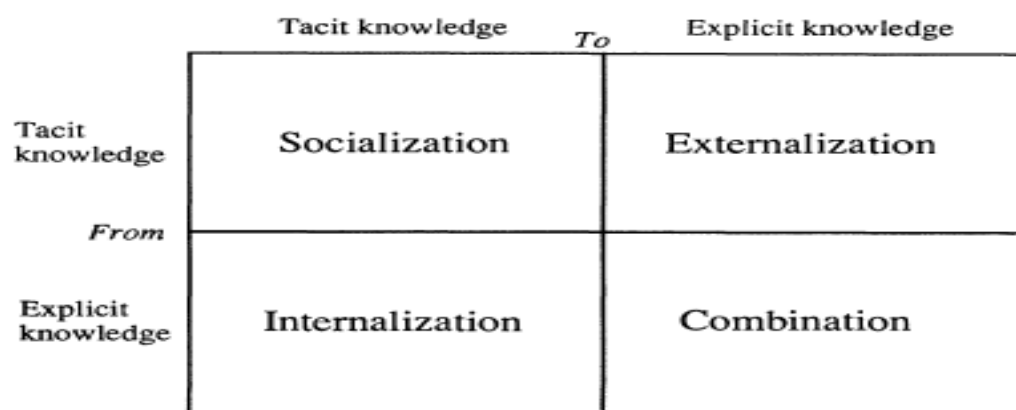 Tacit knowledge To Explicit knowledge
Tacit
knowledge
Socialization Externalization
From
Explicit
knowledge
Internalization Combination